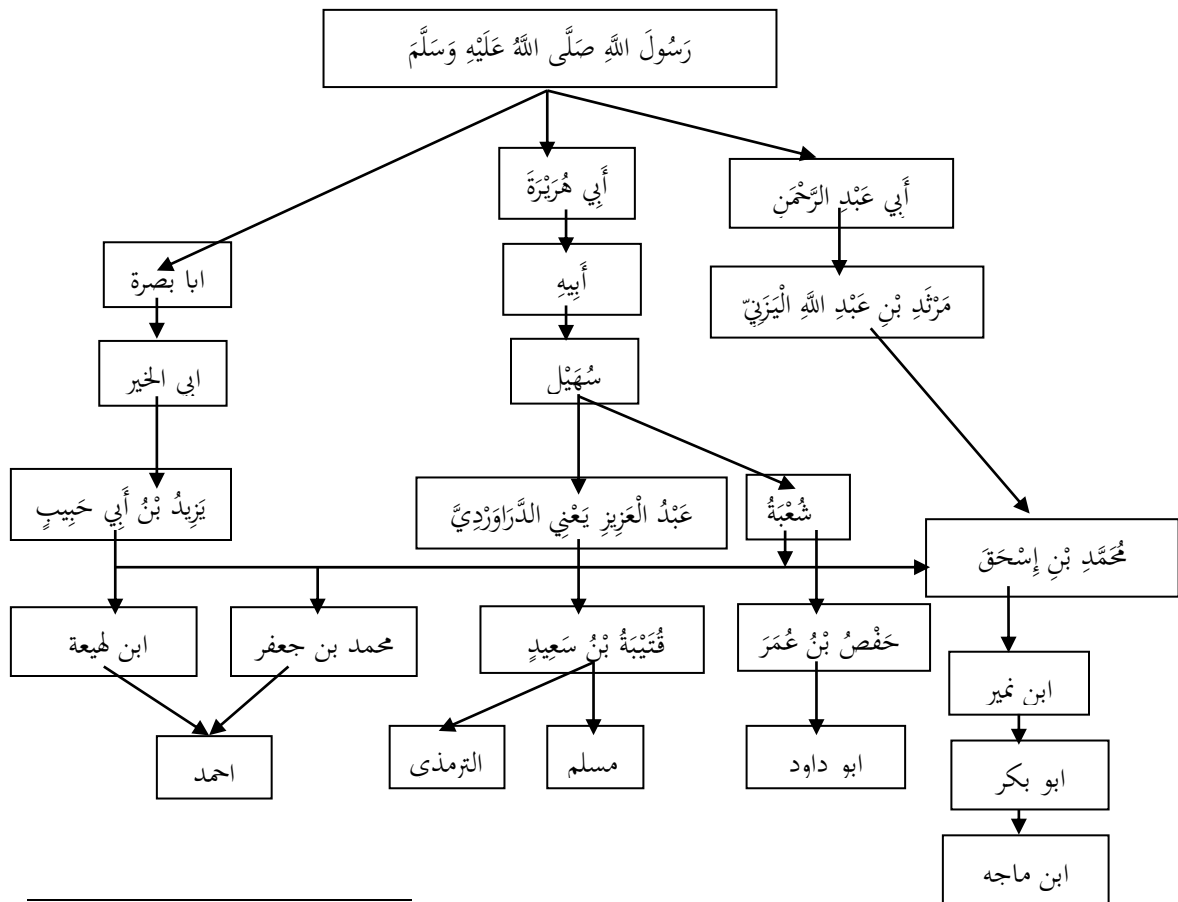 رَسُولَ اللَّهِ صَلَّى اللَّهُ عَلَيْهِ وَسَلَّمَ
أَبِي هُرَيْرَةَ
أَبِي عَبْدِ الرَّحْمَنِ
ابا بصرة
أَبِيهِ
مَرْثَدِ بْنِ عَبْدِ اللَّهِ الْيَزَنِيّ
ابى الخير
سُهَيْلِ
يَزِيدُ بْنُ أَبِي حَبِيبٍ
عَبْدُ الْعَزِيزِ يَعْنِي الدَّرَاوَرْدِيَّ
شُعْبَةُ
مُحَمَّدِ بْنِ إِسْحَقَ
ابن لهيعة
محمد بن جعفر
قُتَيْبَةُ بْنُ سَعِيدٍ
حَفْصُ بْنُ عُمَرَ
ابن نمير
احمد
الترمذى
مسلم
ابو داود
ابو بكر
ابن ماجه